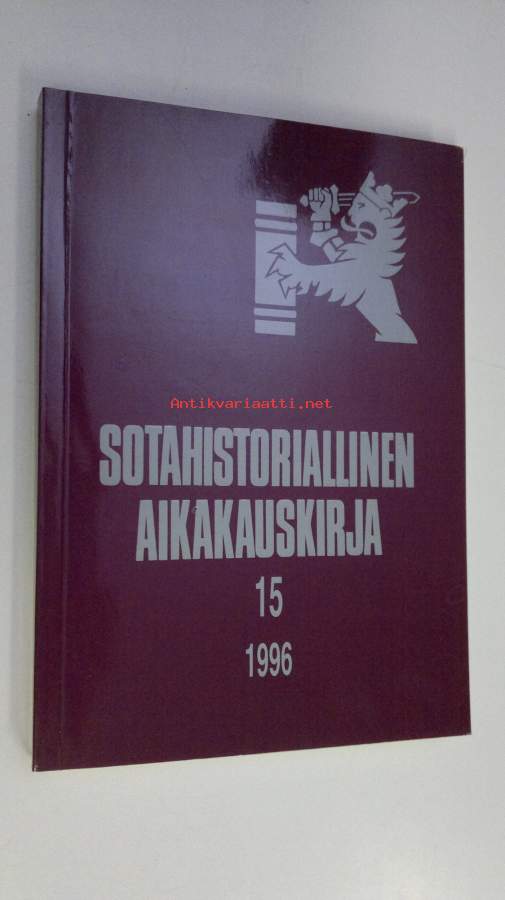 Antikvariaatti.net
SOTAHISTORIALLINEN
AIKAKAUSKIRJA
15
1996